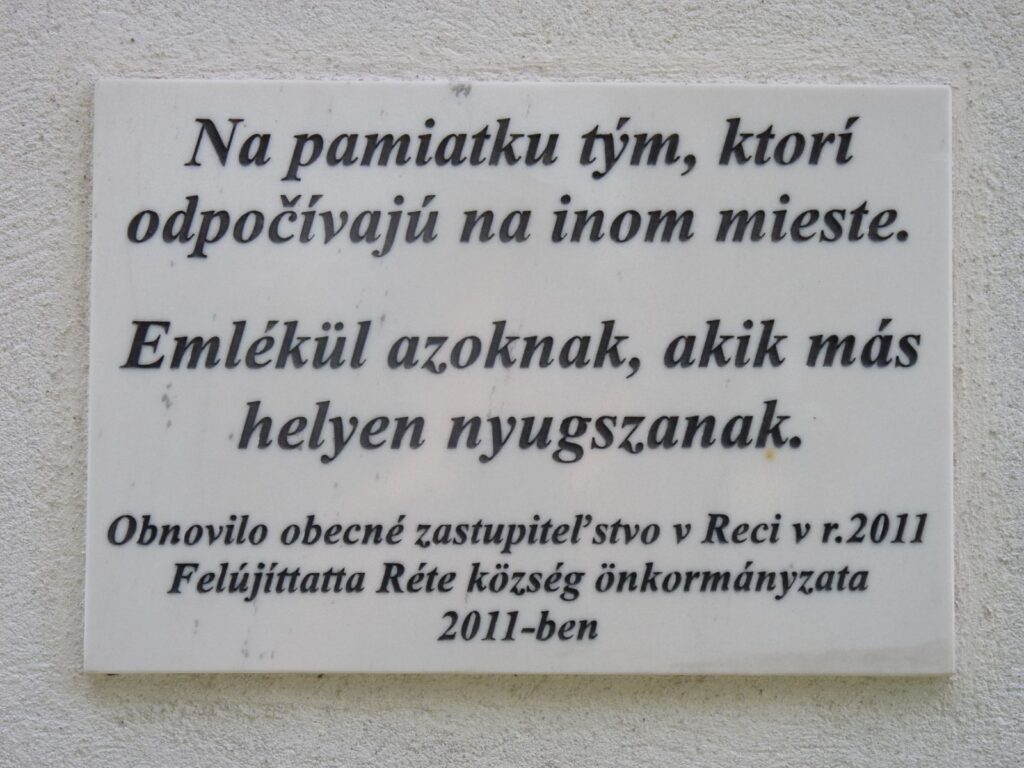 Na pamiatku tým, ktorí
odpočívajú na inom mieste.
Emlékül azoknak, akik más
helyen nyugszanak.
Obnovilo obecné zastupiteľstvo v Reci v r.2011
Felújíttatta Réte község önkormányzata
2011-ben